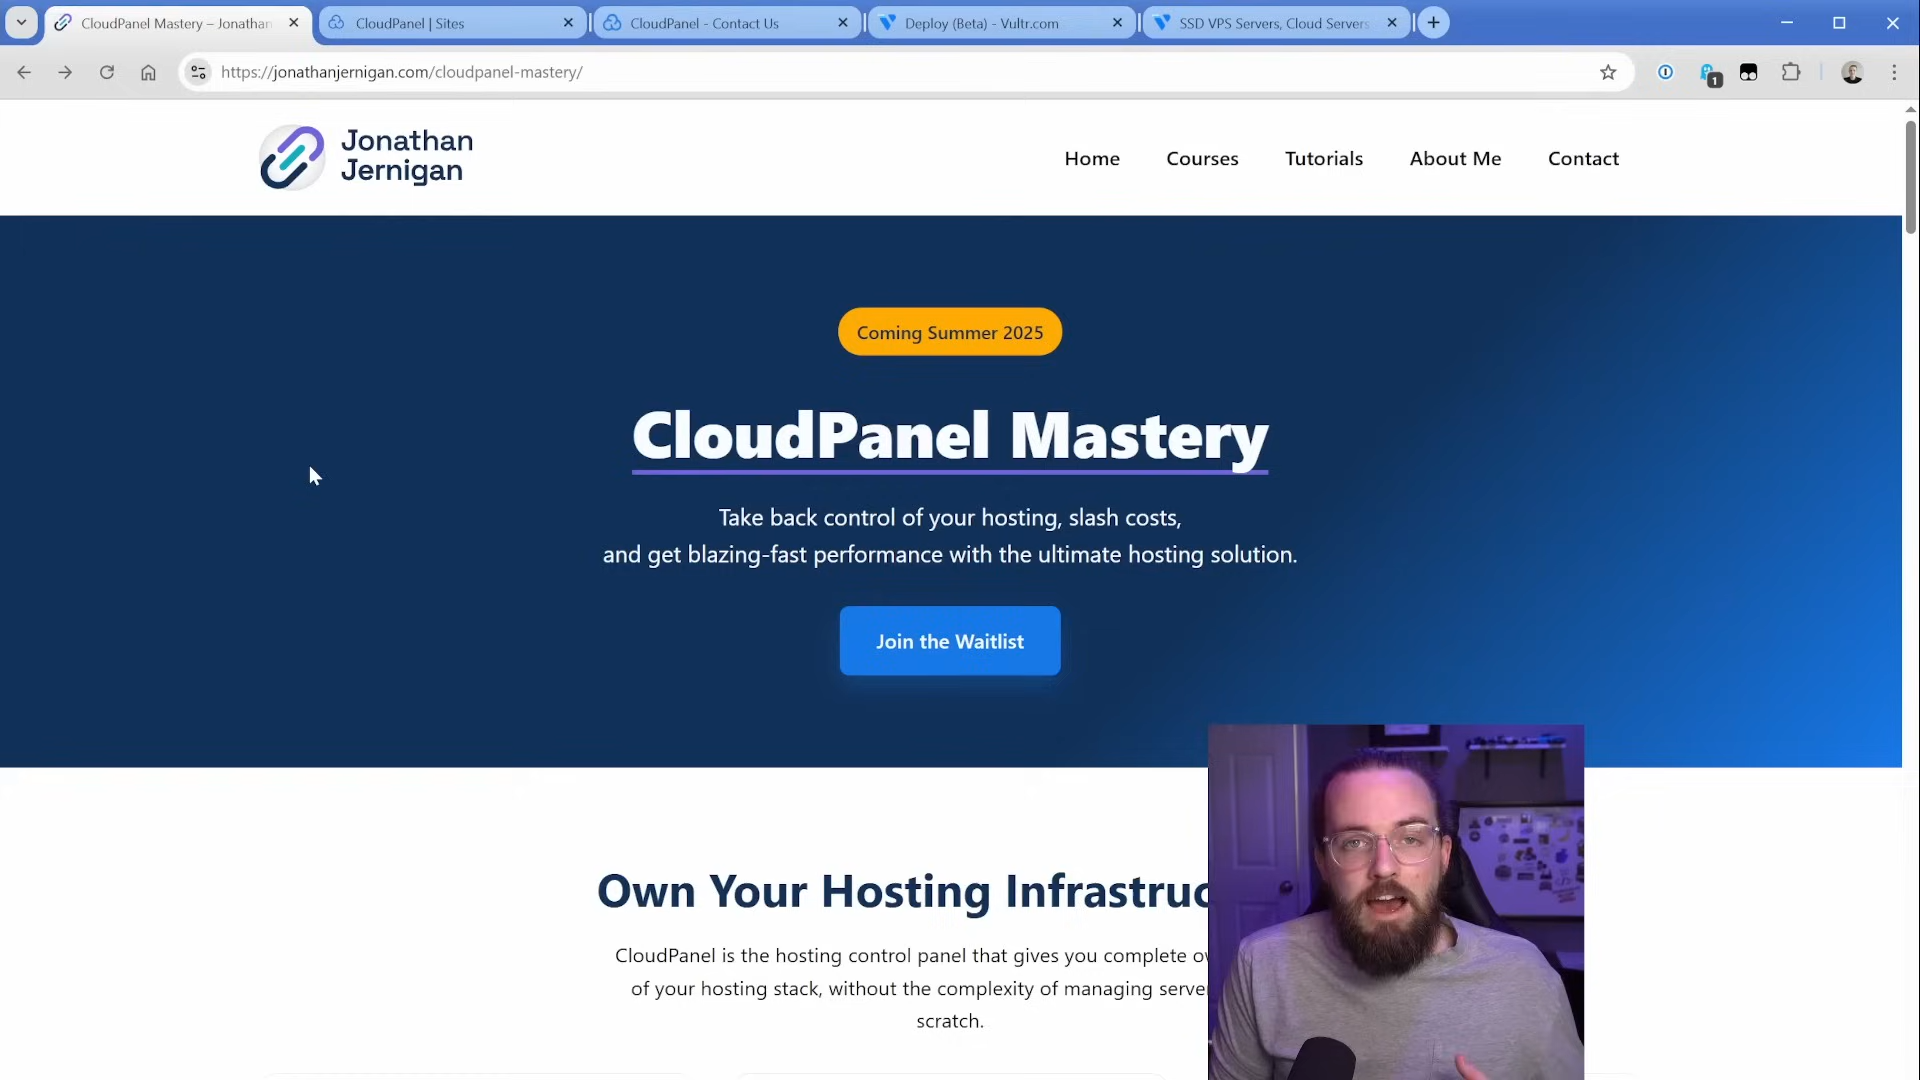 CloudPanel Mastery – Jonathan
CloudPanel | Sites
CloudPanel - Contact Us
Deploy (Beta) - Vultr.com
SSD VPS Servers, Cloud Servers
https://jonathanjernigan.com/cloudpanel-mastery/
1
Jonathan
Jernigan
Home
Courses
Tutorials
About Me
Contact
Coming Summer 2025
CloudPanel Mastery
Take back control of your hosting, slash costs,
and get blazing-fast performance with the ultimate hosting solution.
Join the Waitlist
Own Your Hosting Infrastruc
CloudPanel is the hosting control panel that gives you complete ow
of your hosting stack, without the complexity of managing server
scratch.